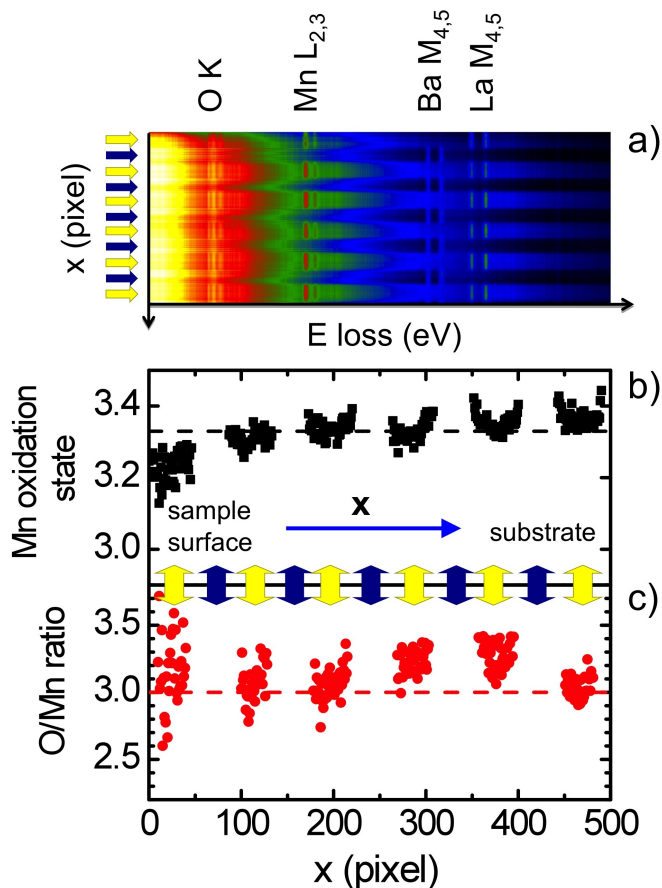 O K
Mn L2,3
Ba M4,5
La M4,5
a)
x (pixel)
E loss (eV)
b)
Mn oxidation
state
3.4
3.2
3.0
x
sample
surface
substrate
c)
O/Mn ratio
3.5
3.0
2.5
0 100 200 300 400 500
x (pixel)